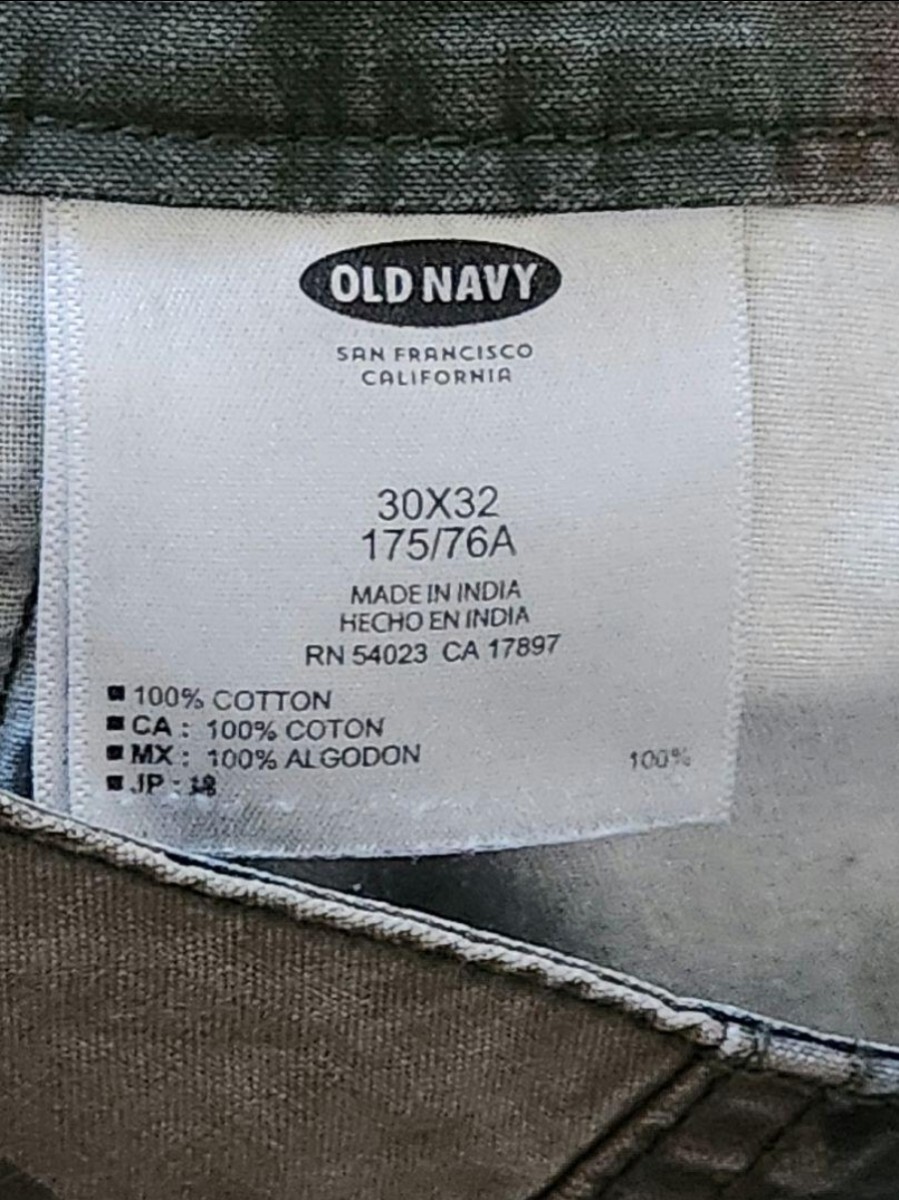 OLD NAVY
SAN FRANCISCO
CALIFORNIA
30X32
175/76A
MADE IN INDIA
HECHO EN INDIA
RN 54023 CA 17897
100% COTTON
CA : 100% COTON
MX : 100% ALGODON
JP : 100%